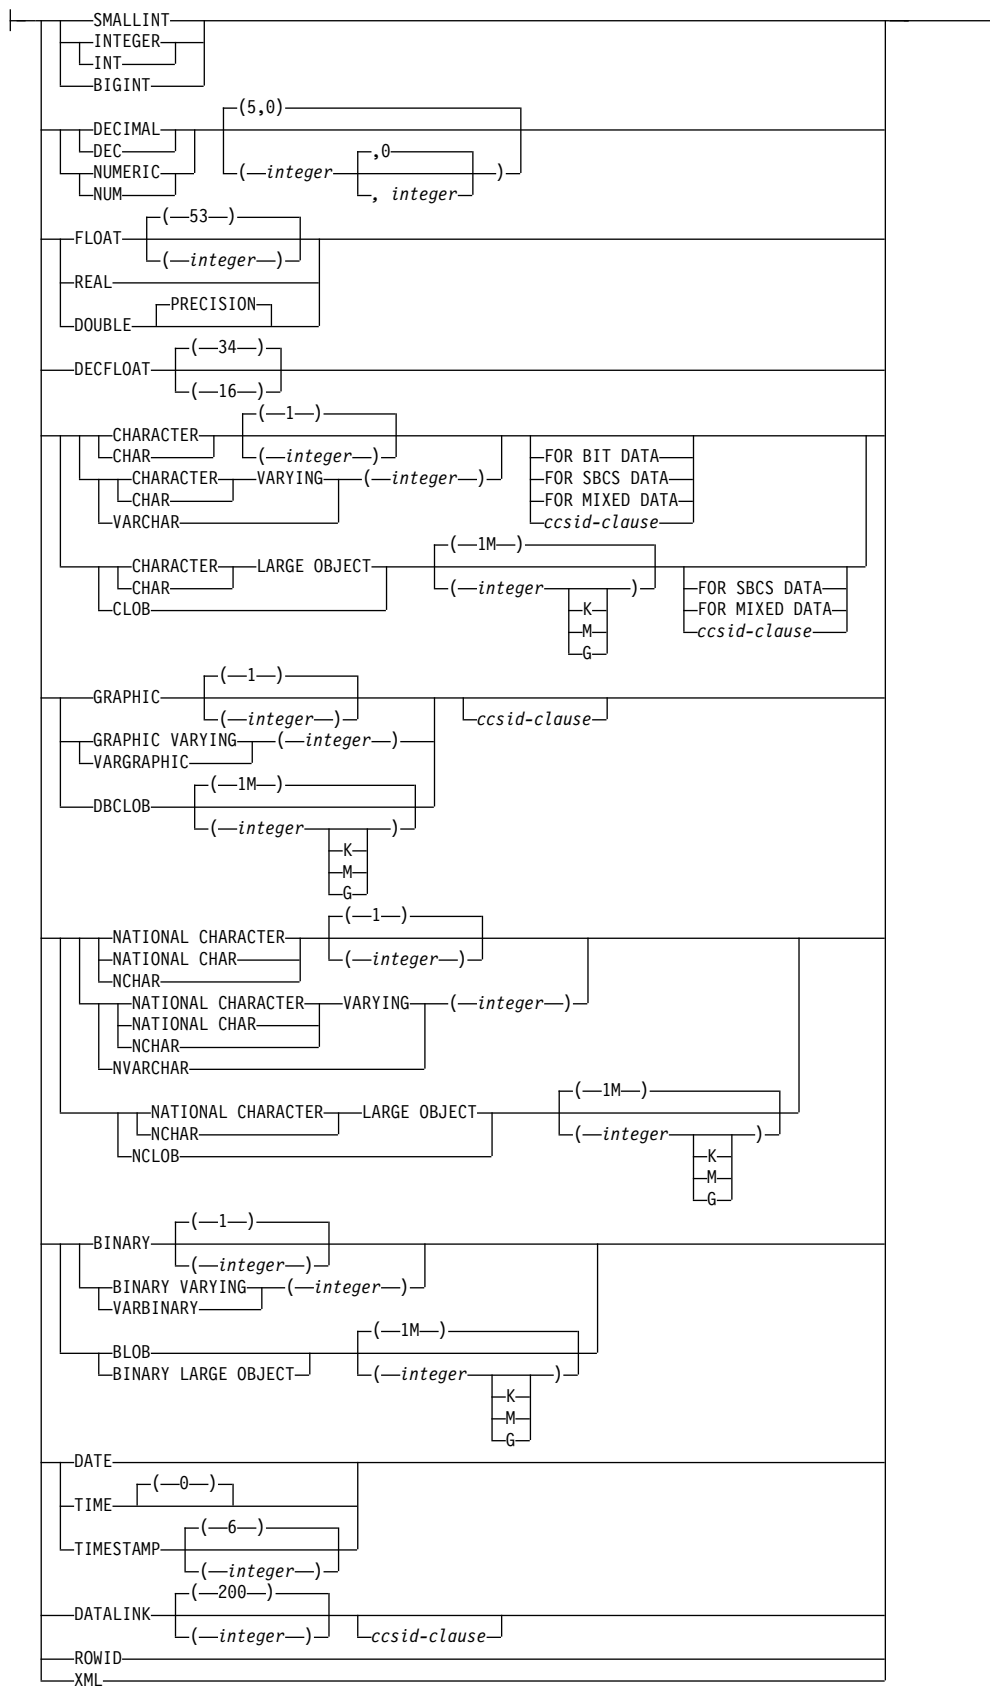 SMALLINT
INTEGER
INT
BIGINT
(5,0)
DECIMAL
DEC
,0
NUMERIC
( integer )
NUM
, integer
( 53 )
FLOAT
( integer )
REAL
PRECISION
DOUBLE
( 34 )
DECFLOAT
( 16 )
( 1 )
CHARACTER
CHAR
( integer )
FOR BIT DATA
CHARACTER VARYING ( integer )
FOR SBCS DATA
CHAR
FOR MIXED DATA
VARCHAR
ccsid-clause
( 1M )
CHARACTER LARGE OBJECT
CHAR
( integer )
FOR SBCS DATA
CLOB
K
FOR MIXED DATA
M
ccsid-clause
G
( 1 )
GRAPHIC
( integer )
ccsid-clause
GRAPHIC VARYING ( integer )
VARGRAPHIC
( 1M )
DBCLOB
( integer )
K
M
G
( 1 )
NATIONAL CHARACTER
NATIONAL CHAR
( integer )
NCHAR
NATIONAL CHARACTER VARYING ( integer )
NATIONAL CHAR
NCHAR
NVARCHAR
( 1M )
NATIONAL CHARACTER LARGE OBJECT
NCHAR
( integer )
NCLOB
K
M
G
( 1 )
BINARY
( integer )
BINARY VARYING ( integer )
VARBINARY
( 1M )
BLOB
BINARY LARGE OBJECT
( integer )
K
M
G
DATE
( 0 )
TIME
( 6 )
TIMESTAMP
( integer )
( 200 )
DATALINK
( integer )
ccsid-clause
ROWID
XML